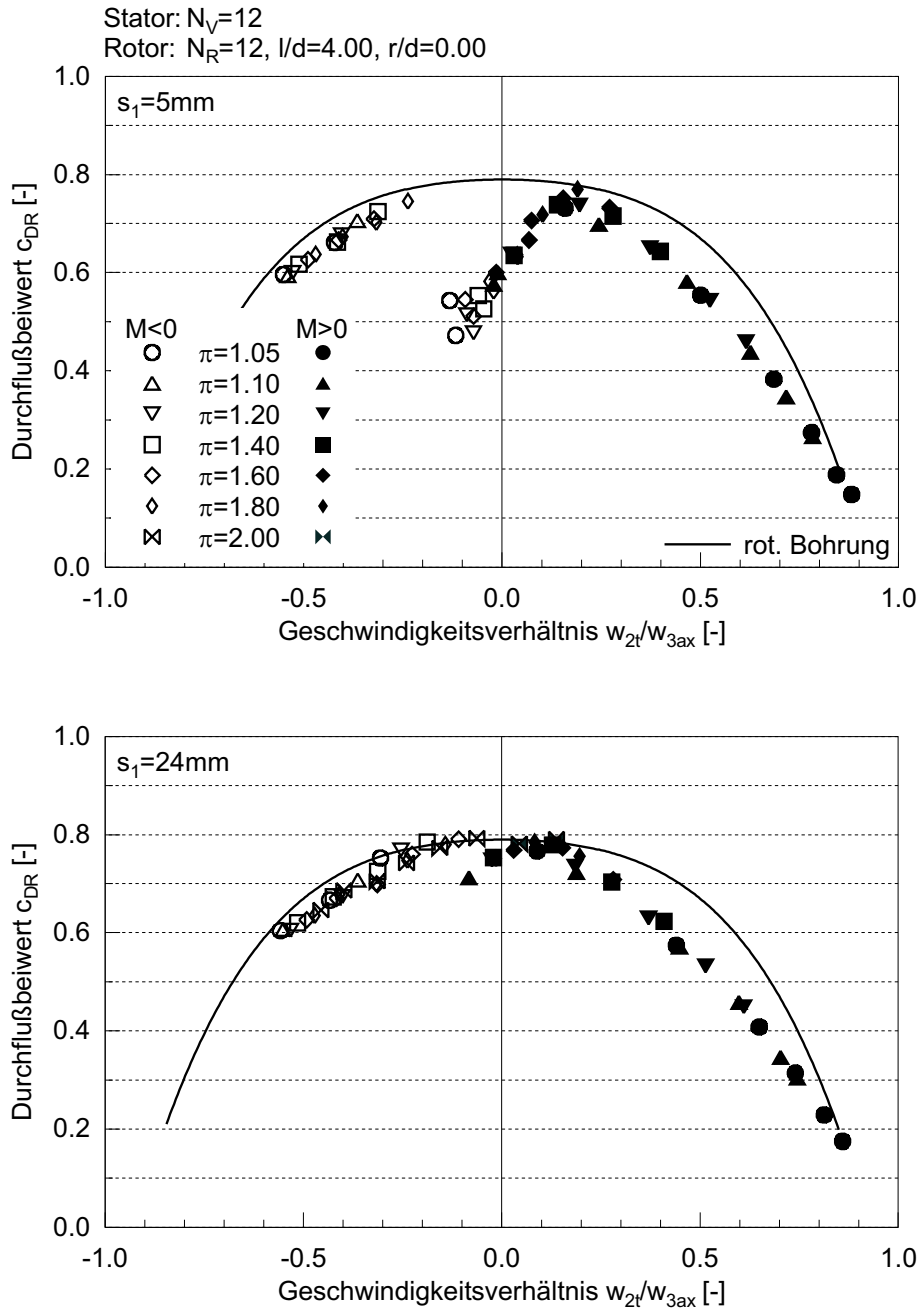 Stator: N_V=12
Rotor: N_R=12, l/d=4.00, r/d=0.00
s_1=5mm
1.0
0.8
0.6
0.4
0.2
0.0
Durchflußbeiwert c_DR [-]
M<0 M>0
π=1.05
π=1.10
π=1.20
π=1.40
π=1.60
π=1.80
π=2.00
rot. Bohrung
-1.0 -0.5 0.0 0.5 1.0
Geschwindigkeitsverhältnis w_2t/w_3ax [-]
s_1=24mm
1.0
0.8
0.6
0.4
0.2
0.0
Durchflußbeiwert c_DR [-]
-1.0 -0.5 0.0 0.5 1.0
Geschwindigkeitsverhältnis w_2t/w_3ax [-]